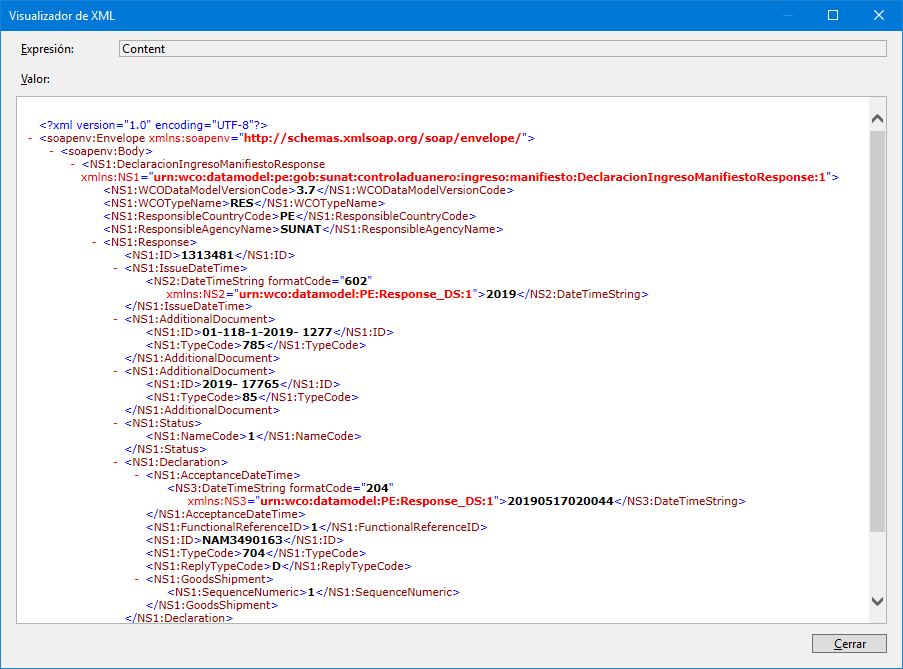 Visualizador de XML
Expresión: Content
Valor:
<?xml version="1.0" encoding="UTF-8"?>
- <soapenv:Envelope xmlns:soapenv="http://schemas.xmlsoap.org/soap/envelope/">
- <soapenv:Body>
- <NS1:DeclaracionIngresoManifiestoResponse
xmlns:NS1="urn:wco:datamodel:pe:gob:sunat:controladuanero:ingreso:manifiesto:DeclaracionIngresoManifiestoResponse:1">
<NS1:WCODataModelVersionCode>3.7</NS1:WCODataModelVersionCode>
<NS1:WCOTypeName>RES</NS1:WCOTypeName>
<NS1:ResponsibleCountryCode>PE</NS1:ResponsibleCountryCode>
<NS1:ResponsibleAgencyName>SUNAT</NS1:ResponsibleAgencyName>
- <NS1:Response>
<NS1:ID>1313481</NS1:ID>
- <NS1:IssueDateTime>
<NS2:DateTimeString formatCode="602"
xmlns:NS2="urn:wco:datamodel:PE:Response_DS:1">2019</NS2:DateTimeString>
</NS1:IssueDateTime>
- <NS1:AdditionalDocument>
<NS1:ID>01-118-1-2019- 1277</NS1:ID>
<NS1:TypeCode>785</NS1:TypeCode>
</NS1:AdditionalDocument>
- <NS1:AdditionalDocument>
<NS1:ID>2019- 17765</NS1:ID>
<NS1:TypeCode>85</NS1:TypeCode>
</NS1:AdditionalDocument>
- <NS1:Status>
<NS1:NameCode>1</NS1:NameCode>
</NS1:Status>
- <NS1:Declaration>
- <NS1:AcceptanceDateTime>
<NS3:DateTimeString formatCode="204"
xmlns:NS3="urn:wco:datamodel:PE:Response_DS:1">20190517020044</NS3:DateTimeString>
</NS1:AcceptanceDateTime>
<NS1:FunctionalReferenceID>1</NS1:FunctionalReferenceID>
<NS1:ID>NAM3490163</NS1:ID>
<NS1:TypeCode>704</NS1:TypeCode>
<NS1:ReplyTypeCode>D</NS1:ReplyTypeCode>
- <NS1:GoodsShipment>
<NS1:SequenceNumeric>1</NS1:SequenceNumeric>
</NS1:GoodsShipment>
</NS1:Declaration>
Cerrar